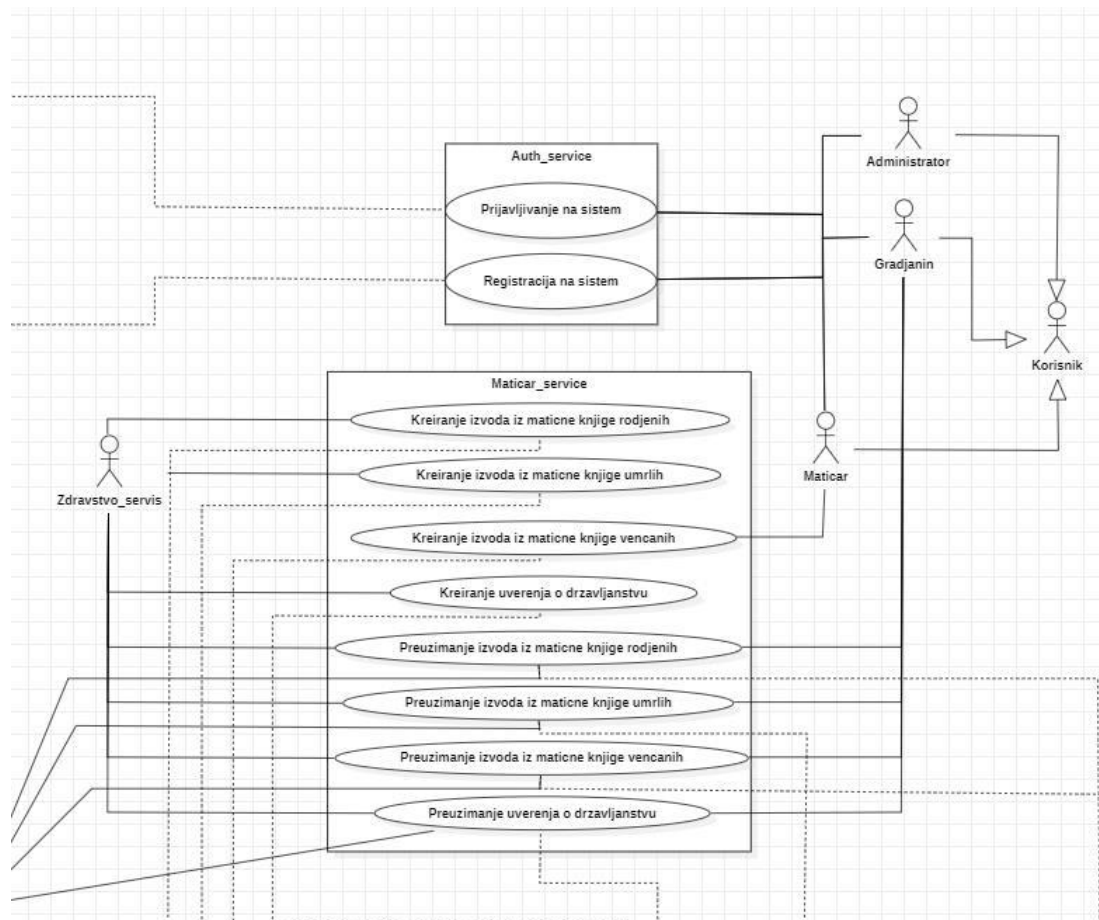 Administrator
Auth_service
Prijavljivanje na sistem
Gradjanin
Registracija na sistem
Korisnik
Maticar_service
Kreiranje izvoda iz maticne knjige rodjenih
Kreiranje izvoda iz maticne knjige umrlih
Maticar
Zdravstvo_servis
Kreiranje izvoda iz maticne knjige vencanih
Kreiranje uverenja o drzavljanstvu
Preuzimanje izvoda iz maticne knjige rodjenih
Preuzimanje izvoda iz maticne knjige umrlih
Preuzimanje izvoda iz maticne knjige vencanih
Preuzimanje uverenja o drzavljanstvu